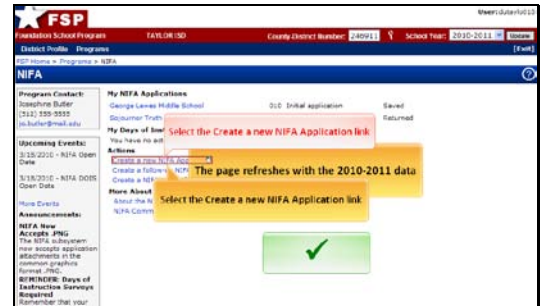 User: duterlo013
FSP
Foundation School Program TAYLOR ISD County-District Number: 246911 School Year: 2010-2011 Update
District Profile Programs [Exit]
FSP Home > Programs > NIFA
NIFA
Program Contact:
Josephine Butler
(512) 555-5555
jo.butler@mail.edu
Upcoming Events:
3/15/2010 - NIFA Open Date
3/15/2010 - NIFA DOIS Open Date
More Events
Announcements:
NIFA Now Accepts .PNG
The NIFA subsystem now accepts application attachments in the common graphics format .PNG.
REMINDER: Days of Instruction Surveys Required
Remember that your
My NIFA Applications
George Lewes Middle School 010 Initial application Saved
Sojourner Truth Returned
My Days of Inst
You have no act
Actions
Create a new NIFA App
Create a follow NIFA
Create a NIF
More About
About the N
NIFA Comm
Select the Create a new NIFA Application link
The page refreshes with the 2010-2011 data
Select the Create a new NIFA Application link